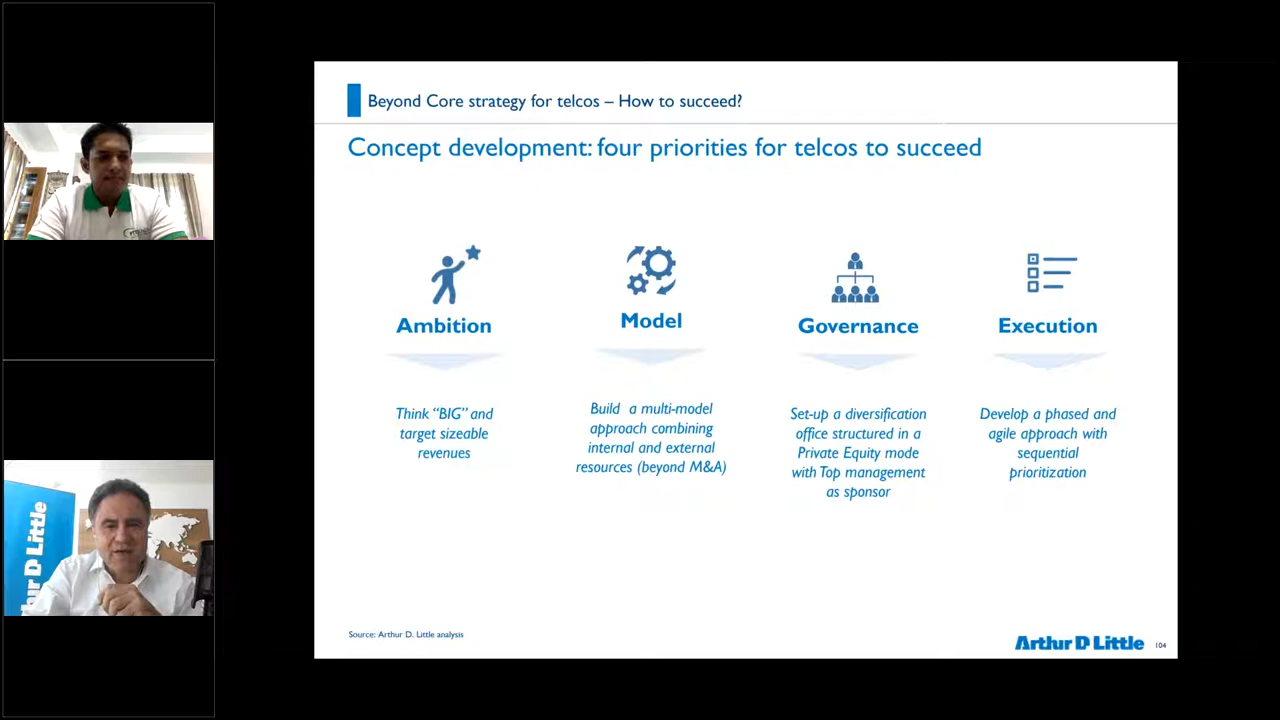 Beyond Core strategy for telcos – How to succeed?
Concept development: four priorities for telcos to succeed
Ambition
Think “BIG” and
target sizeable
revenues
Model
Build a multi-model
approach combining
internal and external
resources (beyond M&A)
Governance
Set-up a diversification
office structured in a
Private Equity mode
with Top management
as sponsor
Execution
Develop a phased and
agile approach with
sequential
prioritization
Source: Arthur D. Little analysis
Arthur D Little
104
hur D Little